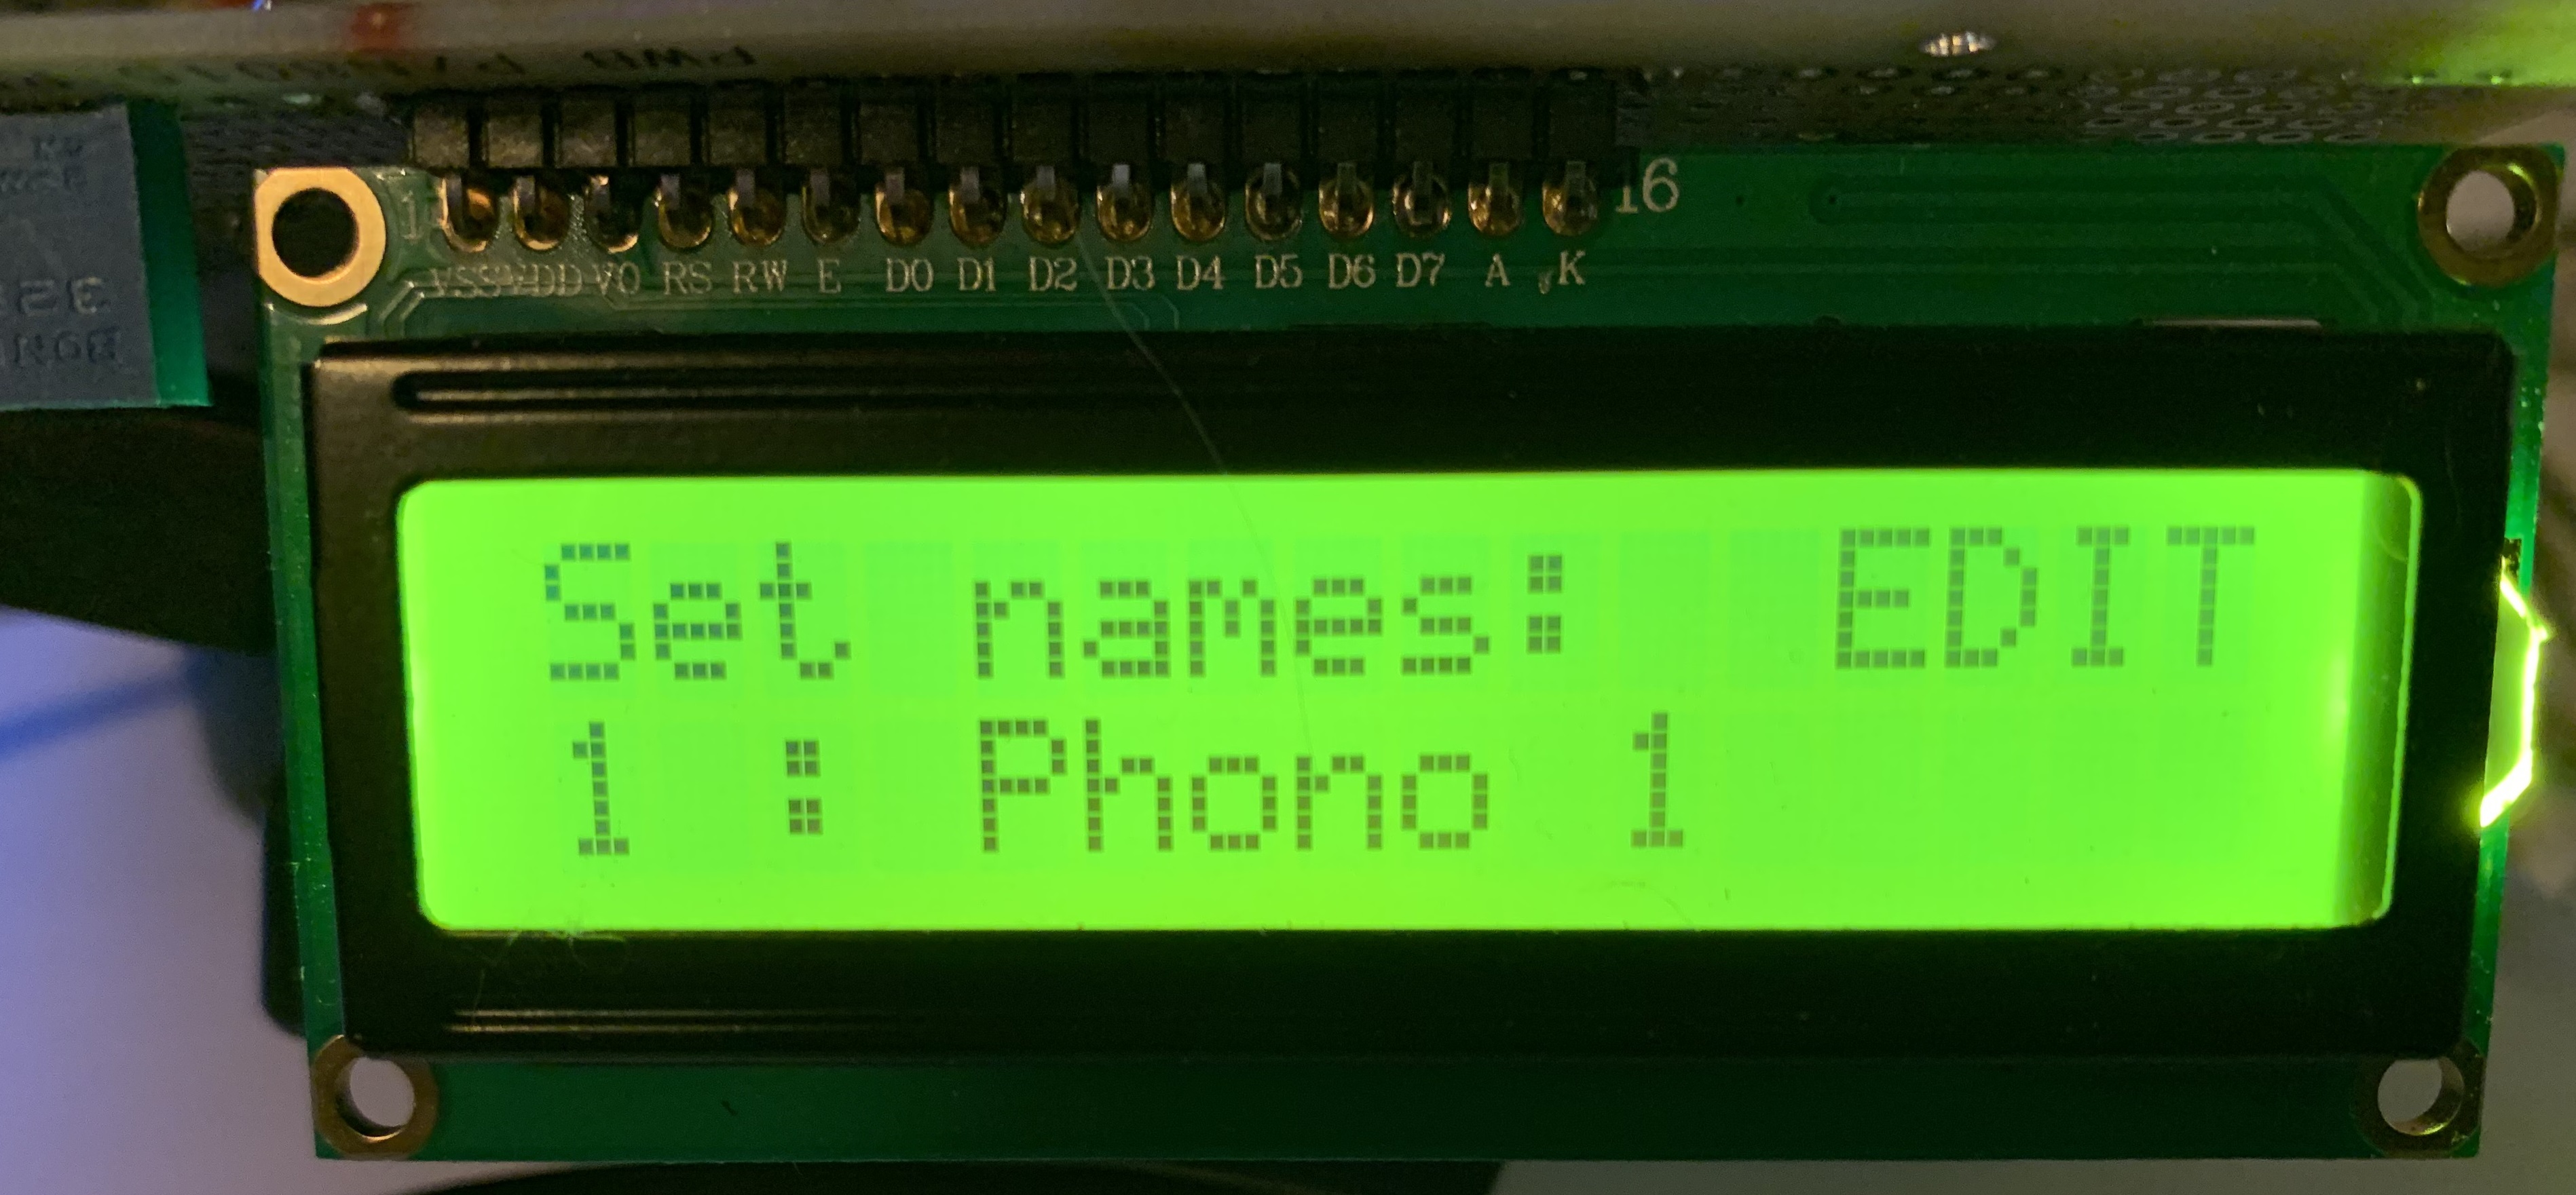 1 16
VSS VDD V0 RS RW E D0 D1 D2 D3 D4 D5 D6 D7 A K
Set names: EDIT
1 : Phono 1